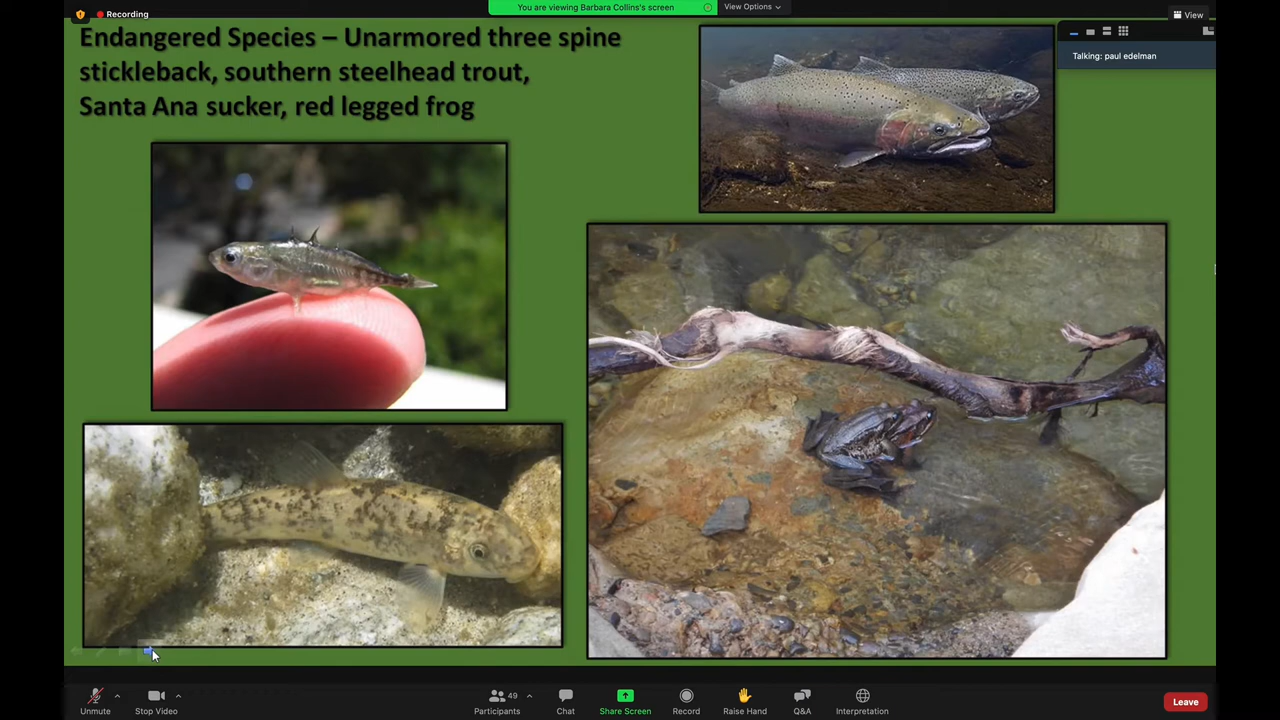 Recording
You are viewing Barbara Collins's screen
View Options
View
Talking: paul edelman
Endangered Species – Unarmored three spine
stickleback, southern steelhead trout,
Santa Ana sucker, red legged frog
Unmute
Stop Video
49
Participants
Chat
Share Screen
Record
Raise Hand
Q&A
Interpretation
Leave